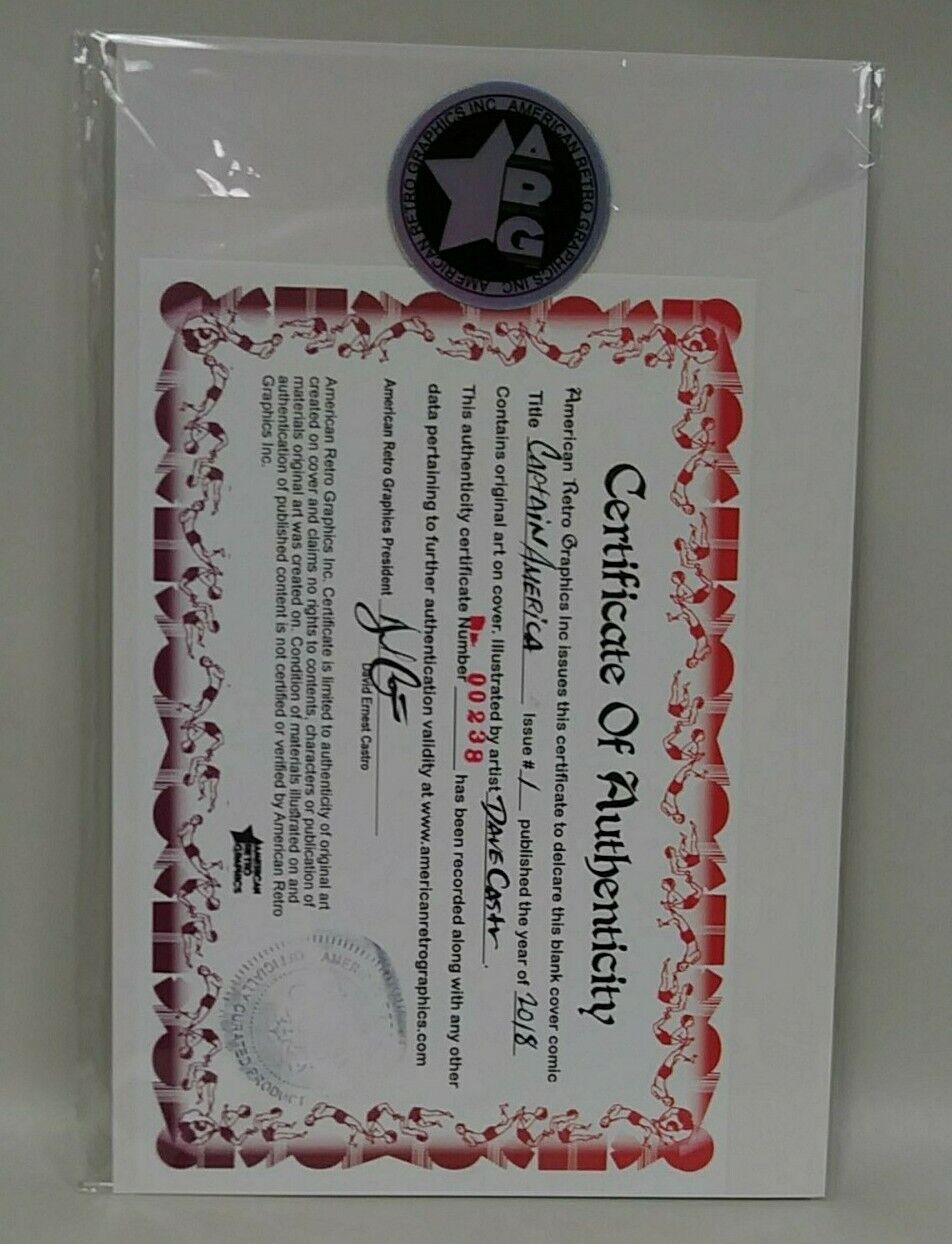 AMERICAN RETRO GRAPHICS INC. AMERICAN RETRO GRAPHICS INC.
ARG
Certificate Of Authenticity
American Retro Graphics Inc issues this certificate to delcare this blank cover comic
Title Captain America Issue # 1 published the year of 2018
Contains original art on cover. Illustrated by artist Dave Castr.
This authenticity certificate Number 00238 has been recorded along with any other
data pertaining to further authentication validity at www.americanretrographics.com
American Retro Graphics President
David Ernest Castro
American Retro Graphics Inc. Certificate is limited to authenticity of original art
created on cover and claims no rights to contents, characters or publication of
materials original art was created on. Condition of materials illustrated on and
authentication of published content is not certified or verified by American Retro
Graphics Inc.
AMERICAN
RETRO
GRAPHICS
AMER
OFFICIALLY CURATED PRODUCT